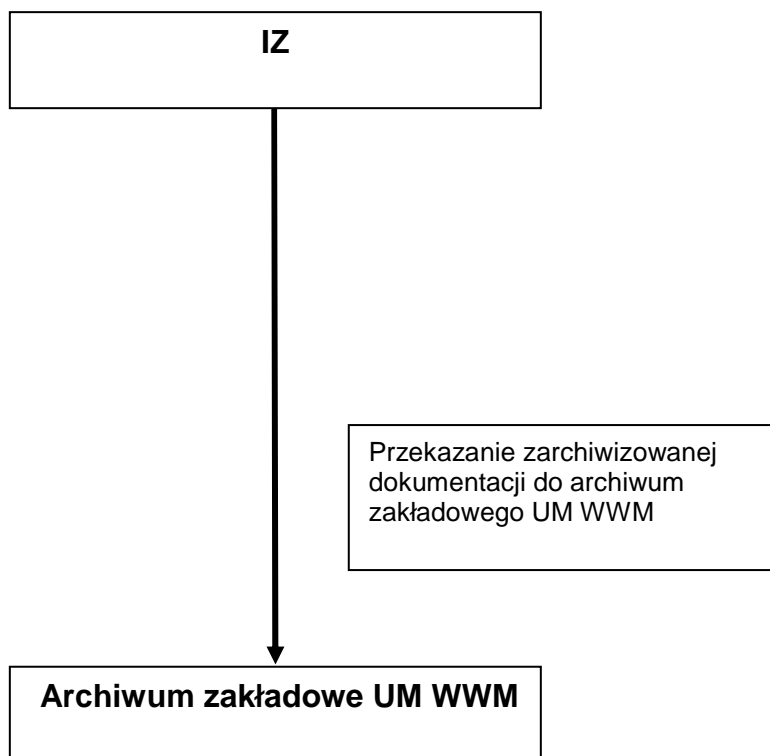 IZ
Przekazanie zarchiwizowanej
dokumentacji do archiwum
zakładowego UM WWM
Archiwum zakładowe UM WWM